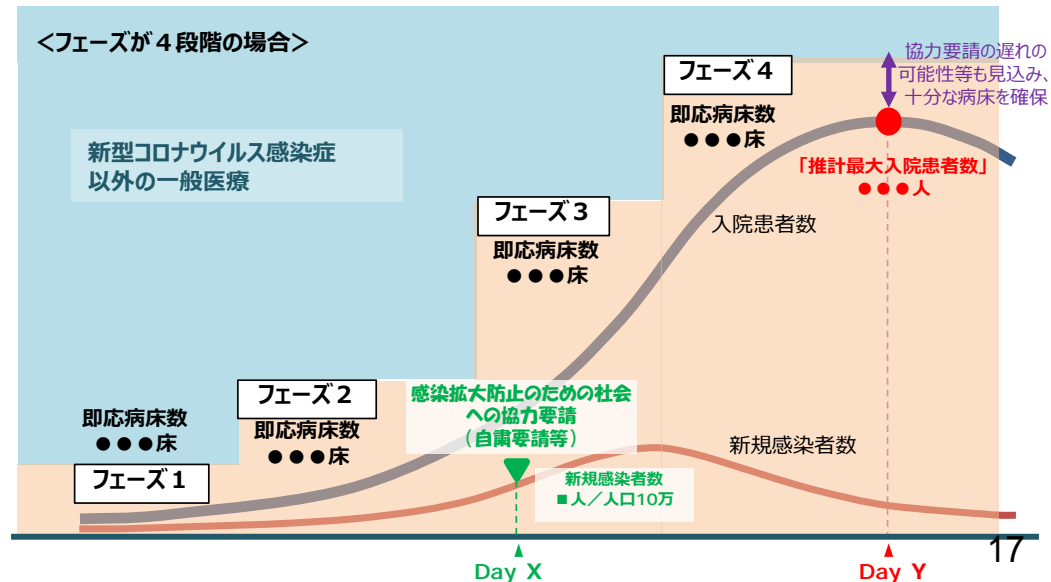 ＜フェーズが４段階の場合＞
協力要請の遅れの
可能性等も見込み、
十分な病床を確保
フェーズ４
即応病床数
●●●床
新型コロナウイルス感染症
以外の一般医療
「推計最大入院患者数」
●●●人
フェーズ３
即応病床数
●●●床
入院患者数
フェーズ２
即応病床数
●●●床
感染拡大防止のための社会
への協力要請
（自粛要請等）
即応病床数
●●●床
フェーズ１
新規感染者数
新規感染者数
■人／人口10万
Day X
Day Y
17